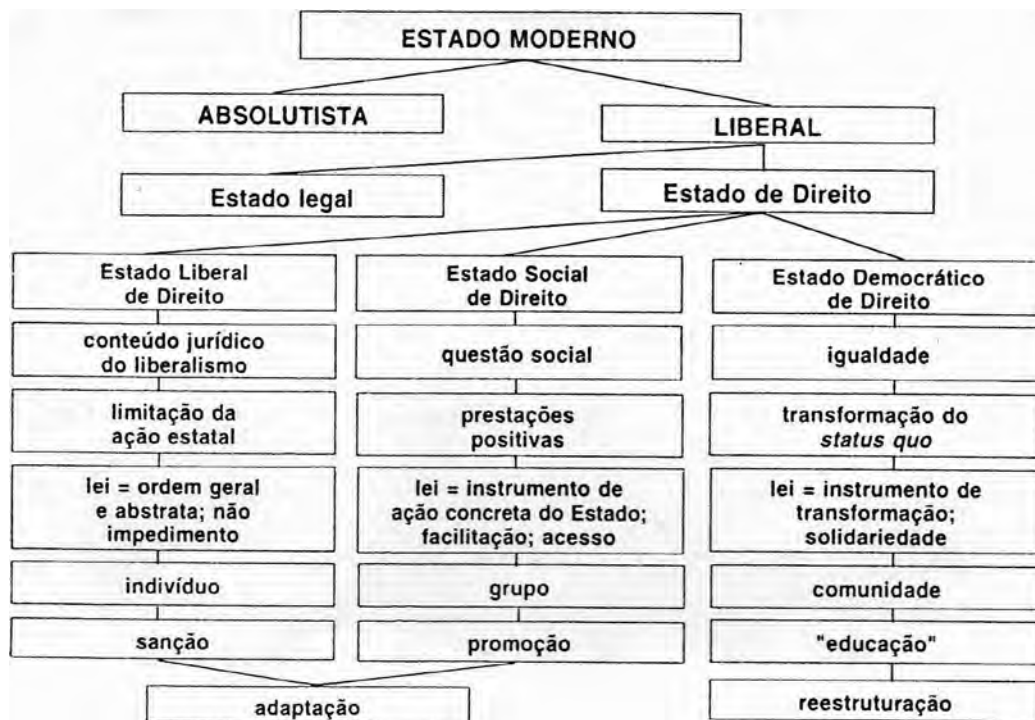 ESTADO MODERNO
ABSOLUTISTA
LIBERAL
Estado legal
Estado de Direito
Estado Liberal
de Direito
Estado Social
de Direito
Estado Democrático
de Direito
conteúdo jurídico
do liberalismo
questão social
igualdade
limitação da
ação estatal
prestações
positivas
transformação do
status quo
lei = ordem geral
e abstrata; não
impedimento
lei = instrumento de
ação concreta do Estado;
facilitação; acesso
lei = instrumento de
transformação;
solidariedade
indivíduo
grupo
comunidade
sanção
promoção
"educação"
adaptação
reestruturação